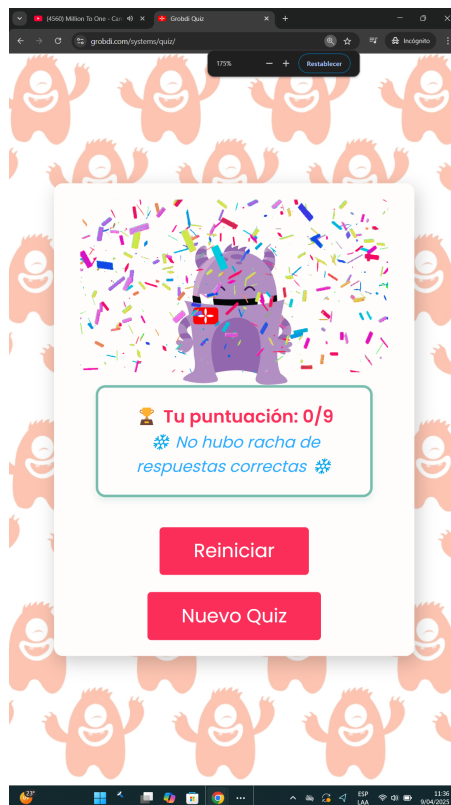 (4560) Million To One - Cari
Grobdi Quiz
grobdi.com/systems/quiz/
Incógnito
175%
Restablecer
Tu puntuación: 0/9
No hubo racha de
respuestas correctas
Reiniciar
Nuevo Quiz
23°
ESP
LAA
11:36
9/04/2025